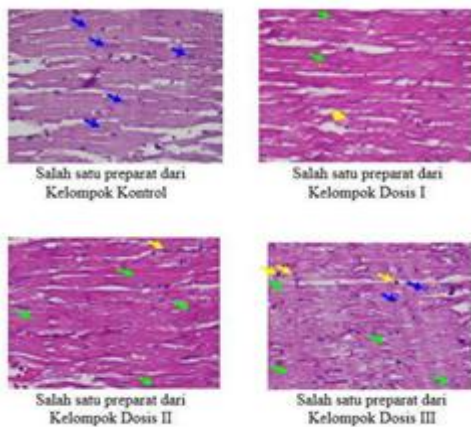 Salah satu preparat dari
Kelompok Kontrol
Salah satu preparat dari
Kelompok Dosis I
Salah satu preparat dari
Kelompok Dosis II
Salah satu preparat dari
Kelompok Dosis III